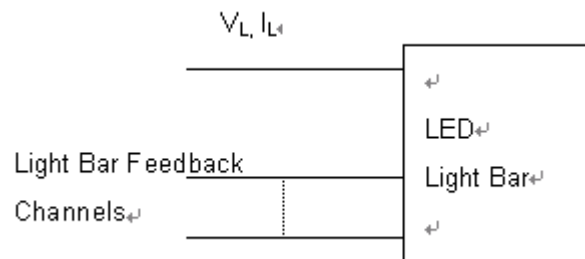 VL, IL
LED
Light Bar Feedback
Light Bar
Channels